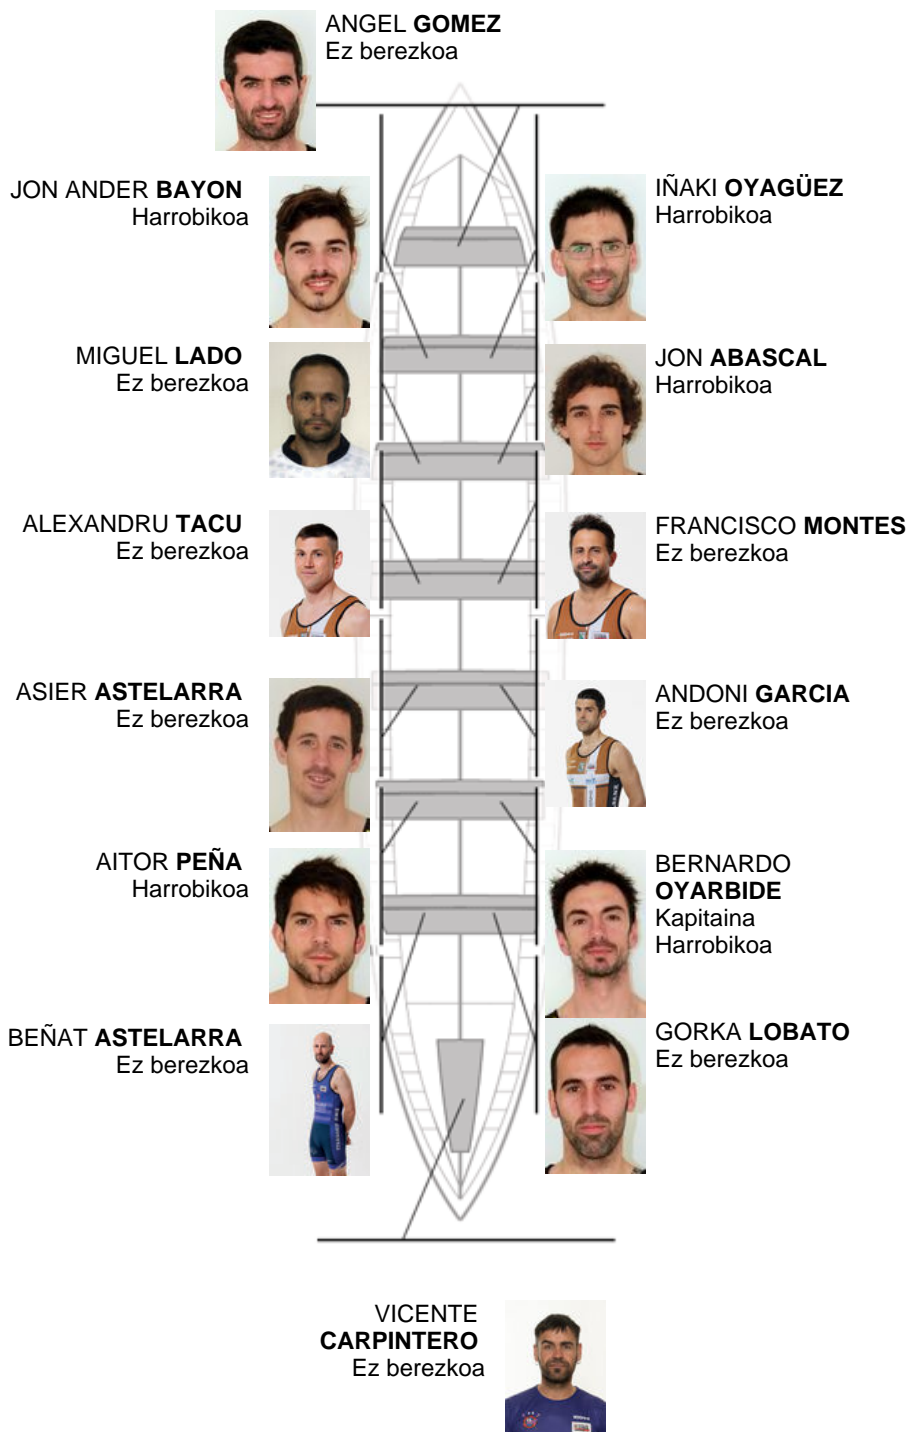 ANGEL GOMEZ
Ez berezkoa
JON ANDER BAYON
Harrobikoa
IÑAKI OYAGÜEZ
Harrobikoa
MIGUEL LADO
Ez berezkoa
JON ABASCAL
Harrobikoa
ALEXANDRU TACU
Ez berezkoa
FRANCISCO MONTES
Ez berezkoa
ASIER ASTELARRA
Ez berezkoa
ANDONI GARCIA
Ez berezkoa
AITOR PEÑA
Harrobikoa
BERNARDO
OYARBIDE
Kapitaina
Harrobikoa
BEÑAT ASTELARRA
Ez berezkoa
GORKA LOBATO
Ez berezkoa
VICENTE
CARPINTERO
Ez berezkoa